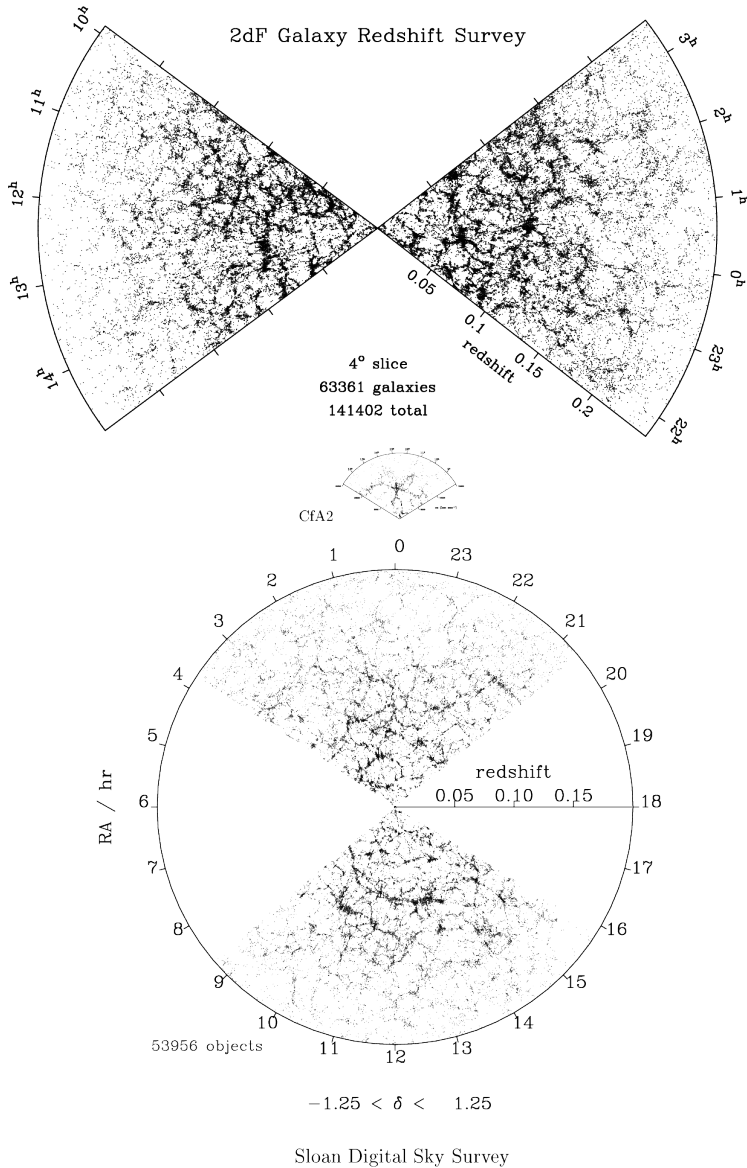 2dF Galaxy Redshift Survey
10h
11h
12h
13h
14h
3h
2h
1h
0h
23h
22h
0.05
0.1
0.15
0.2
redshift
4° slice
63361 galaxies
141402 total
CfA2
0
1
23
2
22
3
21
4
20
5
19
redshift
0.05 0.10 0.15
6
18
RA / hr
7
17
8
16
9
15
10
14
53956 objects
11
13
12
−1.25 < δ < 1.25
Sloan Digital Sky Survey